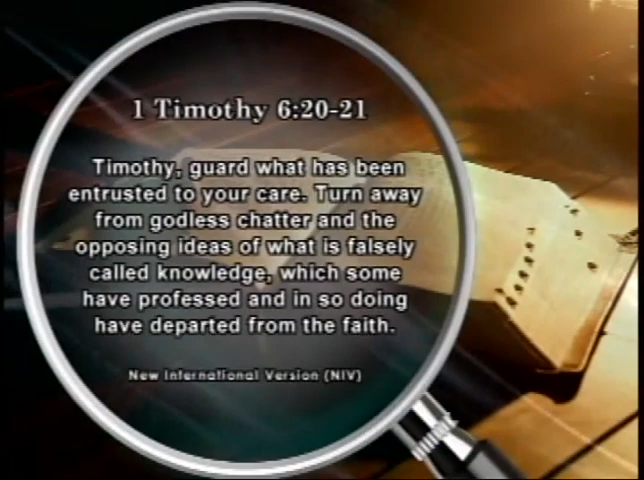 1 Timothy 6:20-21
Timothy, guard what has been
entrusted to your care. Turn away
from godless chatter and the
opposing ideas of what is falsely
called knowledge, which some
have professed and in so doing
have departed from the faith.
New International Version (NIV)